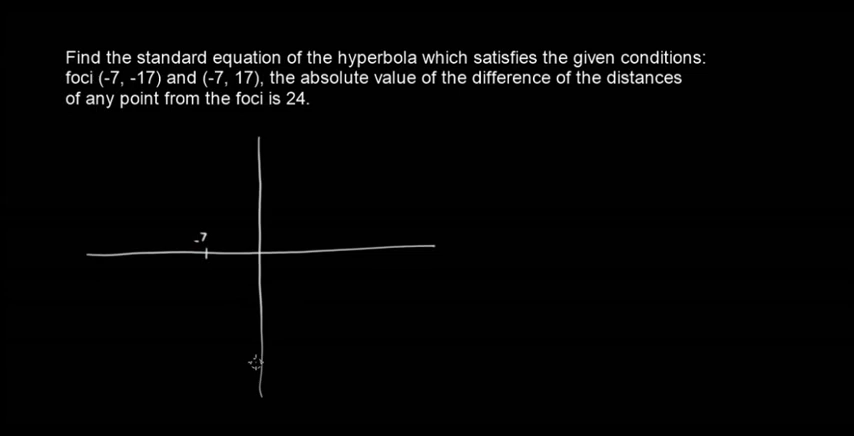 Find the standard equation of the hyperbola which satisfies the given conditions:
foci (-7, -17) and (-7, 17), the absolute value of the difference of the distances
of any point from the foci is 24.
-7